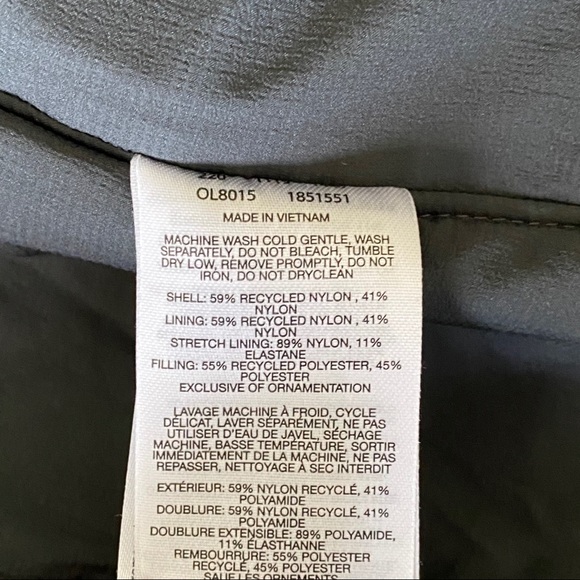 OL8015 1851551
MADE IN VIETNAM
MACHINE WASH COLD GENTLE, WASH
SEPARATELY, DO NOT BLEACH, TUMBLE
DRY LOW, REMOVE PROMPTLY, DO NOT
IRON, DO NOT DRYCLEAN
SHELL: 59% RECYCLED NYLON , 41%
NYLON
LINING: 59% RECYCLED NYLON , 41%
NYLON
STRETCH LINING: 89% NYLON, 11%
ELASTANE
FILLING: 55% RECYCLED POLYESTER, 45%
POLYESTER
EXCLUSIVE OF ORNAMENTATION
LAVAGE MACHINE À FROID, CYCLE
DÉLICAT, LAVER SÉPARÉMENT, NE PAS
UTILISER D'EAU DE JAVEL, SÉCHAGE
MACHINE, BASSE TEMPÉRATURE, SORTIR
IMMÉDIATEMENT DE LA MACHINE, NE PAS
REPASSER, NETTOYAGE À SEC INTERDIT
EXTÉRIEUR: 59% NYLON RECYCLÉ, 41%
POLYAMIDE
DOUBLURE: 59% NYLON RECYCLÉ, 41%
POLYAMIDE
DOUBLURE EXTENSIBLE: 89% POLYAMIDE,
11% ÉLASTHANNE
REMBOURRURE: 55% POLYESTER
RECYCLÉ, 45% POLYESTER
SAUF LES ORNEMENTS